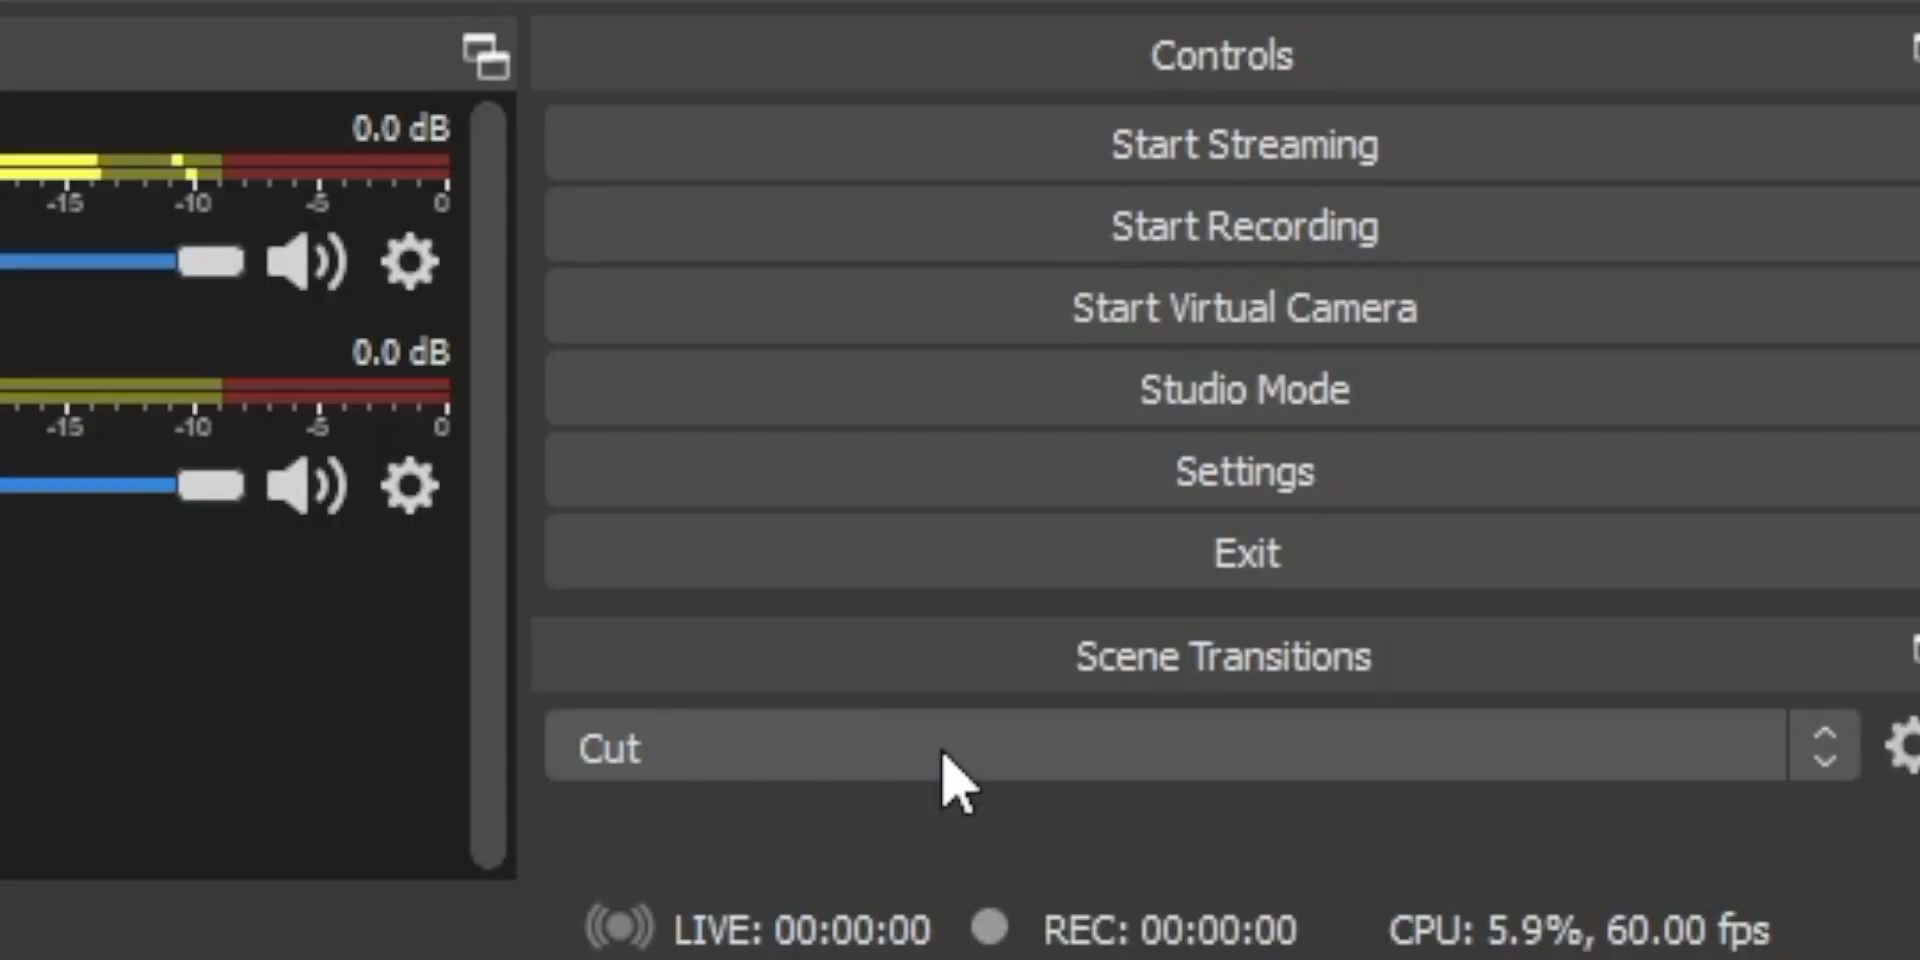 Controls
0.0 dB
-15 -10 -5 0
0.0 dB
-15 -10 -5 0
Start Streaming
Start Recording
Start Virtual Camera
Studio Mode
Settings
Exit
Scene Transitions
Cut
LIVE: 00:00:00 REC: 00:00:00 CPU: 5.9%, 60.00 fps